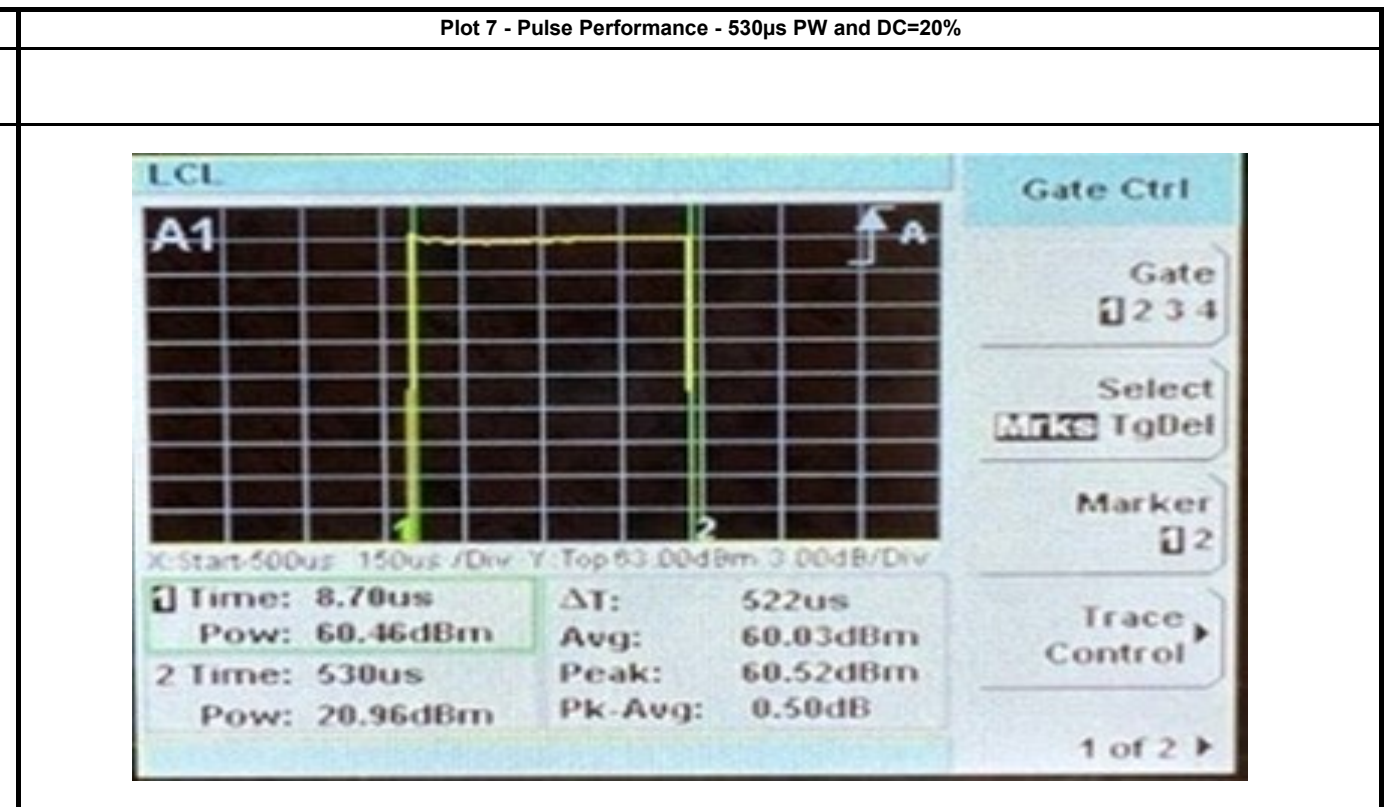 Plot 7 - Pulse Performance - 530µs PW and DC=20%
LCL
Gate Ctrl
A1
A
Gate
1 2 3 4
Select
Mrks TgDel
Marker
1 2
1
2
X:Start-500us 150us /Div Y:Top 63.00dBm 3.00dB/Div
1 Time: 8.70us
Pow: 60.46dBm
2 Time: 530us
Pow: 20.96dBm
ΔT: 522us
Avg: 60.03dBm
Peak: 60.52dBm
Pk-Avg: 0.50dB
Trace
Control
1 of 2